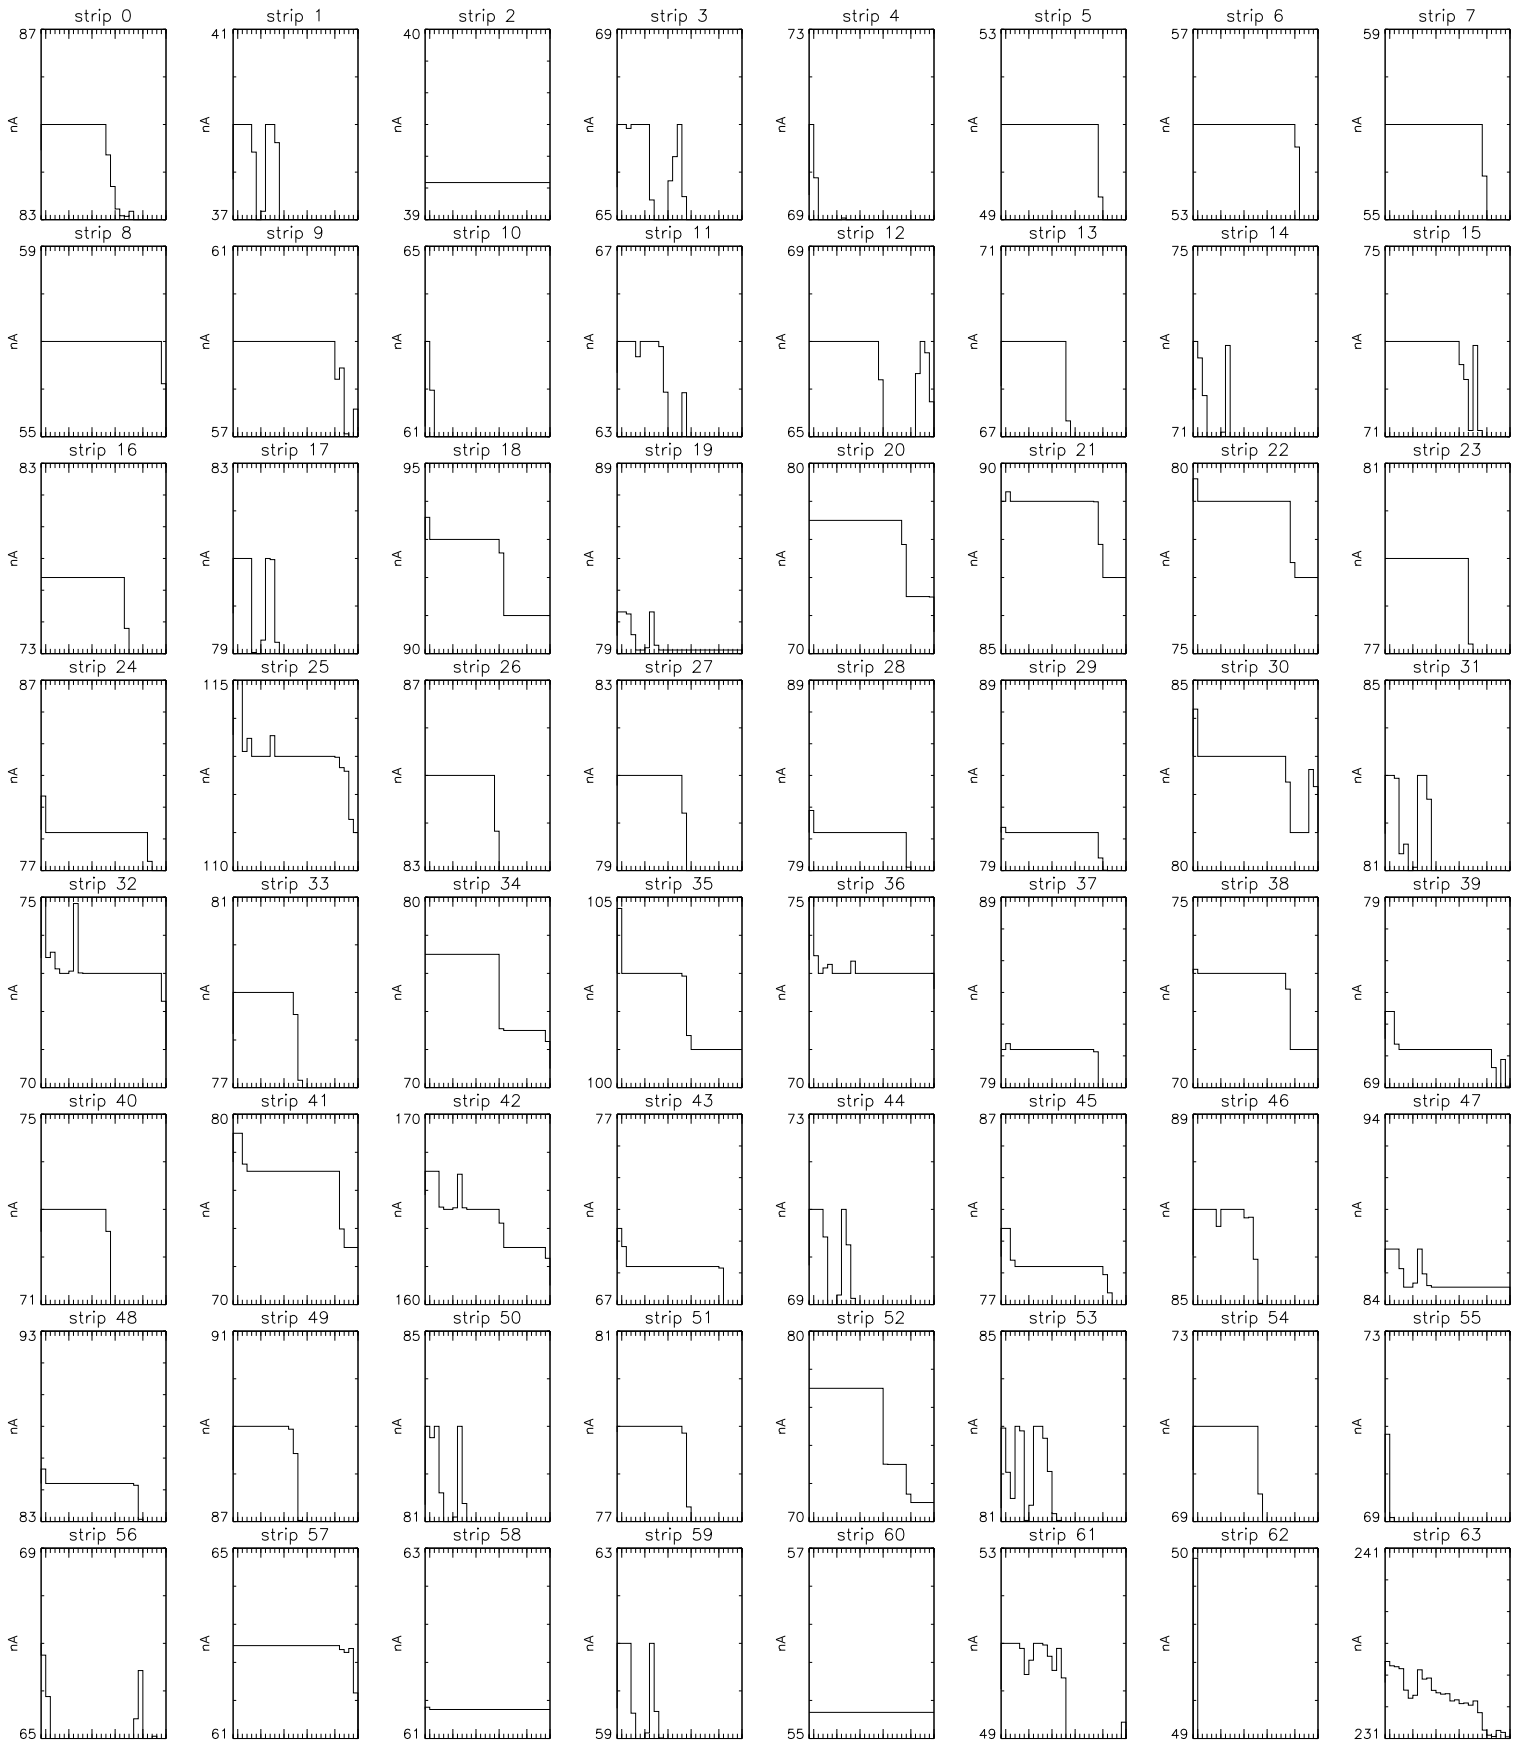 strip 0 strip 1 strip 2 strip 3 strip 4 strip 5 strip 6 strip 7
87 41 40 69 73 53 57 59
nA nA nA nA nA nA nA nA
83 37 39 65 69 49 53 55
strip 8 strip 9 strip 10 strip 11 strip 12 strip 13 strip 14 strip 15
59 61 65 67 69 71 75 75
nA nA nA nA nA nA nA nA
55 57 61 63 65 67 71 71
strip 16 strip 17 strip 18 strip 19 strip 20 strip 21 strip 22 strip 23
83 83 95 89 80 90 80 81
nA nA nA nA nA nA nA nA
73 79 90 79 70 85 75 77
strip 24 strip 25 strip 26 strip 27 strip 28 strip 29 strip 30 strip 31
87 115 87 83 89 89 85 85
nA nA nA nA nA nA nA nA
77 110 83 79 79 79 80 81
strip 32 strip 33 strip 34 strip 35 strip 36 strip 37 strip 38 strip 39
75 81 80 105 75 89 75 79
nA nA nA nA nA nA nA nA
70 77 70 100 70 79 70 69
strip 40 strip 41 strip 42 strip 43 strip 44 strip 45 strip 46 strip 47
75 80 170 77 73 87 89 94
nA nA nA nA nA nA nA nA
71 70 160 67 69 77 85 84
strip 48 strip 49 strip 50 strip 51 strip 52 strip 53 strip 54 strip 55
93 91 85 81 80 85 73 73
nA nA nA nA nA nA nA nA
83 87 81 77 70 81 69 69
strip 56 strip 57 strip 58 strip 59 strip 60 strip 61 strip 62 strip 63
69 65 63 63 57 53 50 241
nA nA nA nA nA nA nA nA
65 61 61 59 55 49 49 231